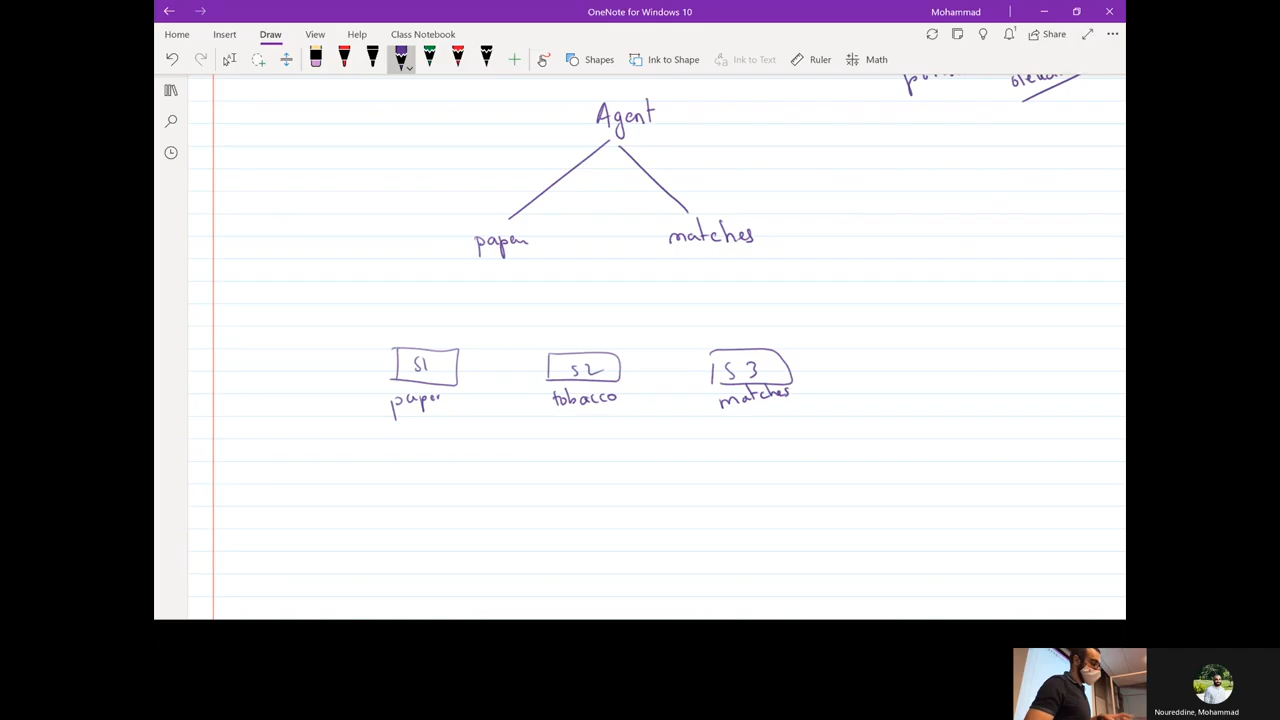 OneNote for Windows 10
Mohammad
Home Insert Draw View Help Class Notebook
Share
Shapes Ink to Shape Ink to Text Ruler Math
Agent
paper matches
S1 S2 S3
paper tobacco matches
Noureddine, Mohammad